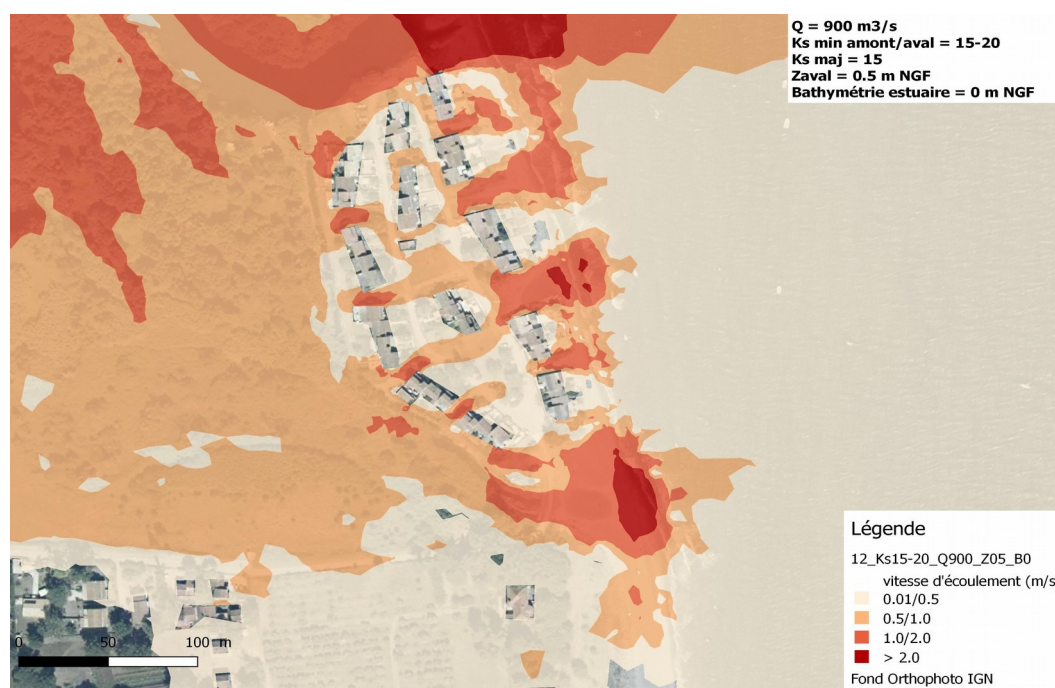 Q = 900 m3/s
Ks min amont/aval = 15-20
Ks maj = 15
Zaval = 0.5 m NGF
Bathymétrie estuaire = 0 m NGF
Légende
12_Ks15-20_Q900_Z05_B0
vitesse d'écoulement (m/s
0.01/0.5
0.5/1.0
1.0/2.0
> 2.0
Fond Orthophoto IGN
0 50 100 m